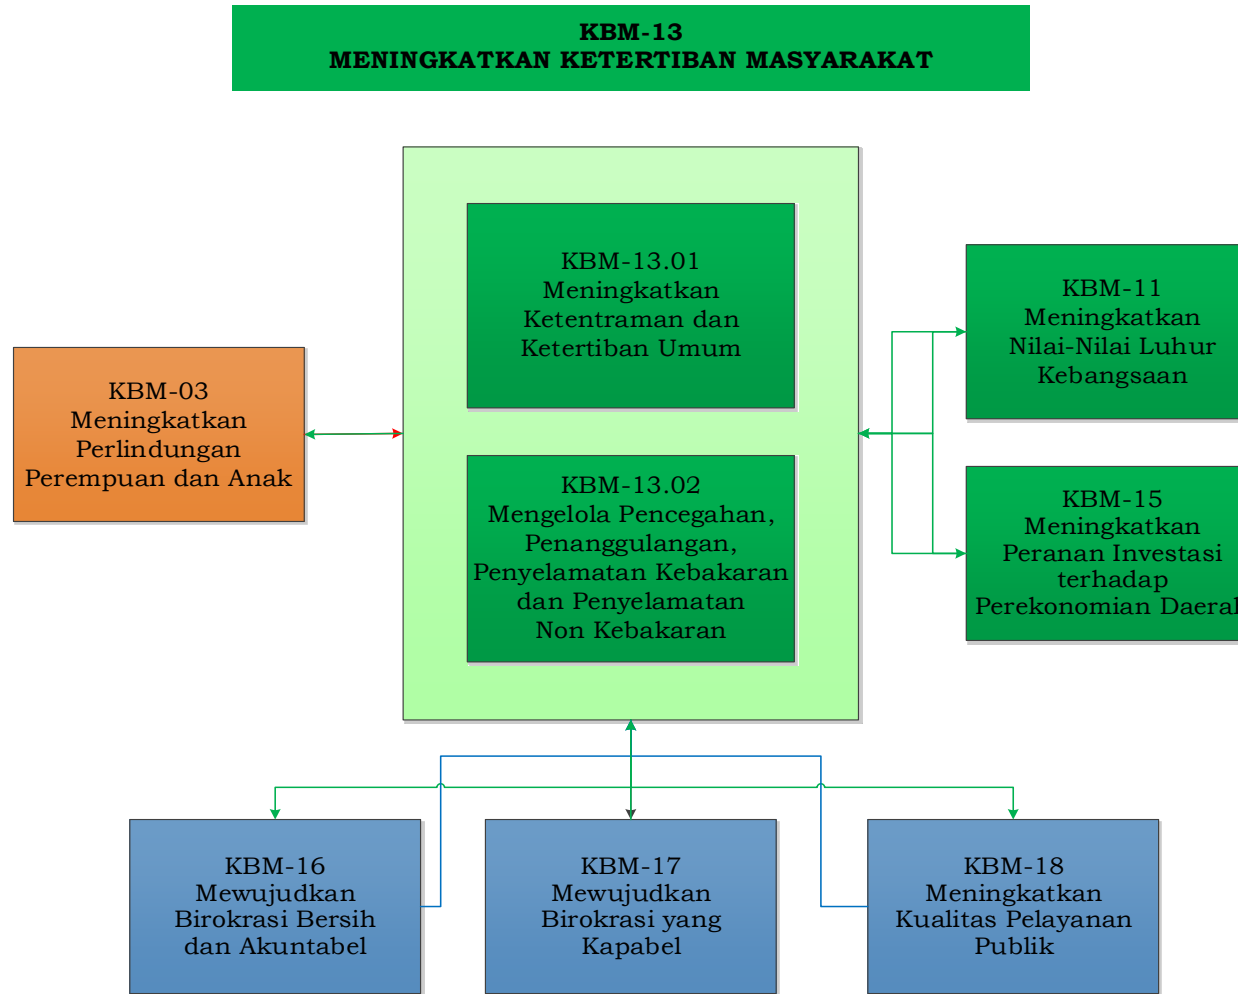 KBM-13
MENINGKATKAN KETERTIBAN MASYARAKAT
KBM-13.01
Meningkatkan
Ketentraman dan
Ketertiban Umum
KBM-11
Meningkatkan
Nilai-Nilai Luhur
Kebangsaan
KBM-03
Meningkatkan
Perlindungan
Perempuan dan Anak
KBM-13.02
Mengelola Pencegahan,
Penanggulangan,
Penyelamatan Kebakaran
dan Penyelamatan
Non Kebakaran
KBM-15
Meningkatkan
Peranan Investasi
terhadap
Perekonomian Daerah
KBM-16
Mewujudkan
Birokrasi Bersih
dan Akuntabel
KBM-17
Mewujudkan
Birokrasi yang
Kapabel
KBM-18
Meningkatkan
Kualitas Pelayanan
Publik